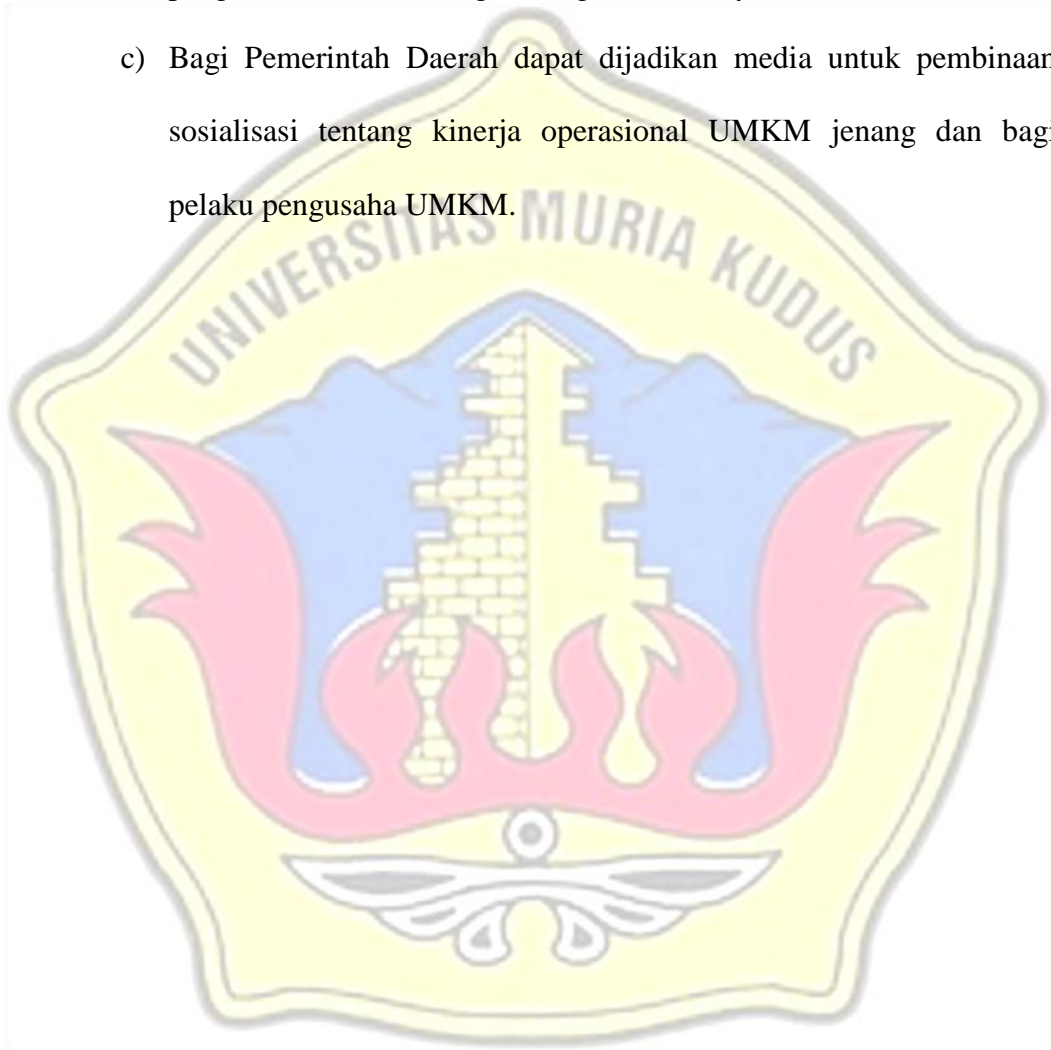 c) Bagi Pemerintah Daerah dapat dijadikan media untuk pembinaan
sosialisasi tentang kinerja operasional UMKM jenang dan bagi
pelaku pengusaha UMKM.
UNIVERSITAS MURIA KUDUS